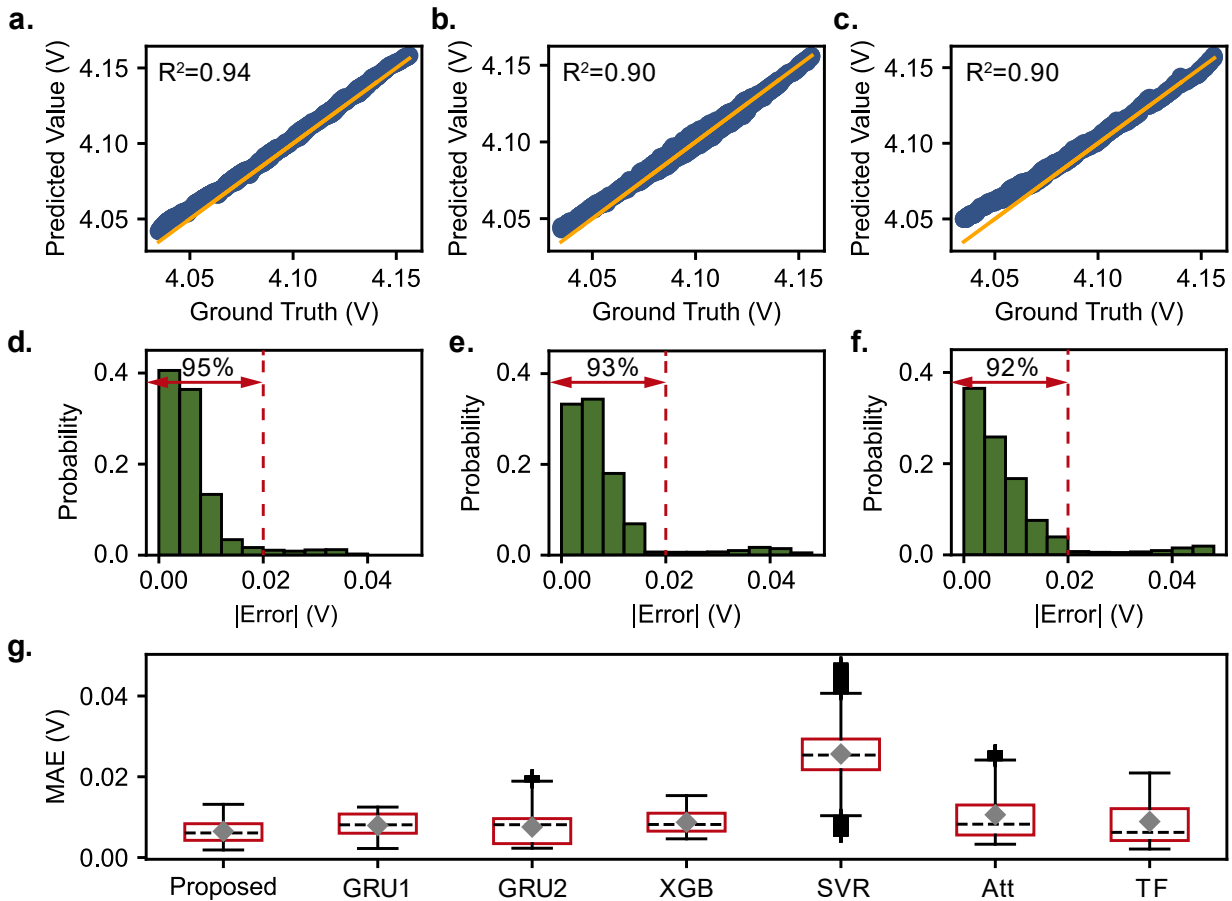 a.
Predicted Value (V)
4.15
4.10
4.05
R²=0.94
4.05 4.10 4.15
Ground Truth (V)
b.
Predicted Value (V)
4.15
4.10
4.05
R²=0.90
4.05 4.10 4.15
Ground Truth (V)
c.
Predicted Value (V)
4.15
4.10
4.05
R²=0.90
4.05 4.10 4.15
Ground Truth (V)
d.
Probability
0.4
0.2
0.0
95%
0.00 0.02 0.04
|Error| (V)
e.
Probability
0.4
0.2
0.0
93%
0.00 0.02 0.04
|Error| (V)
f.
Probability
0.4
0.2
0.0
92%
0.00 0.02 0.04
|Error| (V)
g.
MAE (V)
0.04
0.02
0.00
Proposed GRU1 GRU2 XGB SVR Att TF